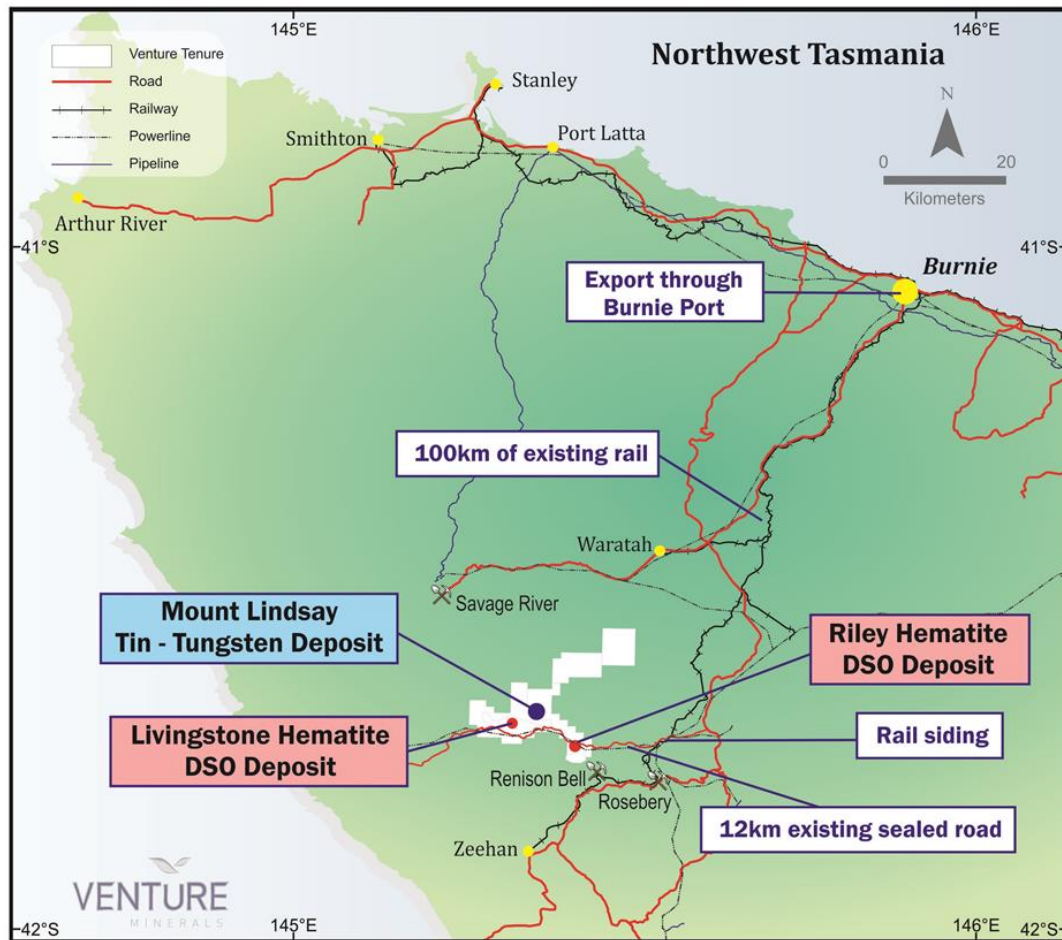 145°E
146°E
Northwest Tasmania
Venture Tenure
Road
Railway
Powerline
Pipeline
N
0 20
Kilometers
Stanley
Smithton
Port Latta
Arthur River
41°S
41°S
Burnie
Export through
Burnie Port
100km of existing rail
Waratah
Savage River
Mount Lindsay
Tin - Tungsten Deposit
Riley Hematite
DSO Deposit
Livingstone Hematite
DSO Deposit
Rail siding
Renison Bell
Rosebery
12km existing sealed road
Zeehan
VENTURE
MINERALS
42°S
145°E
146°E
42°S